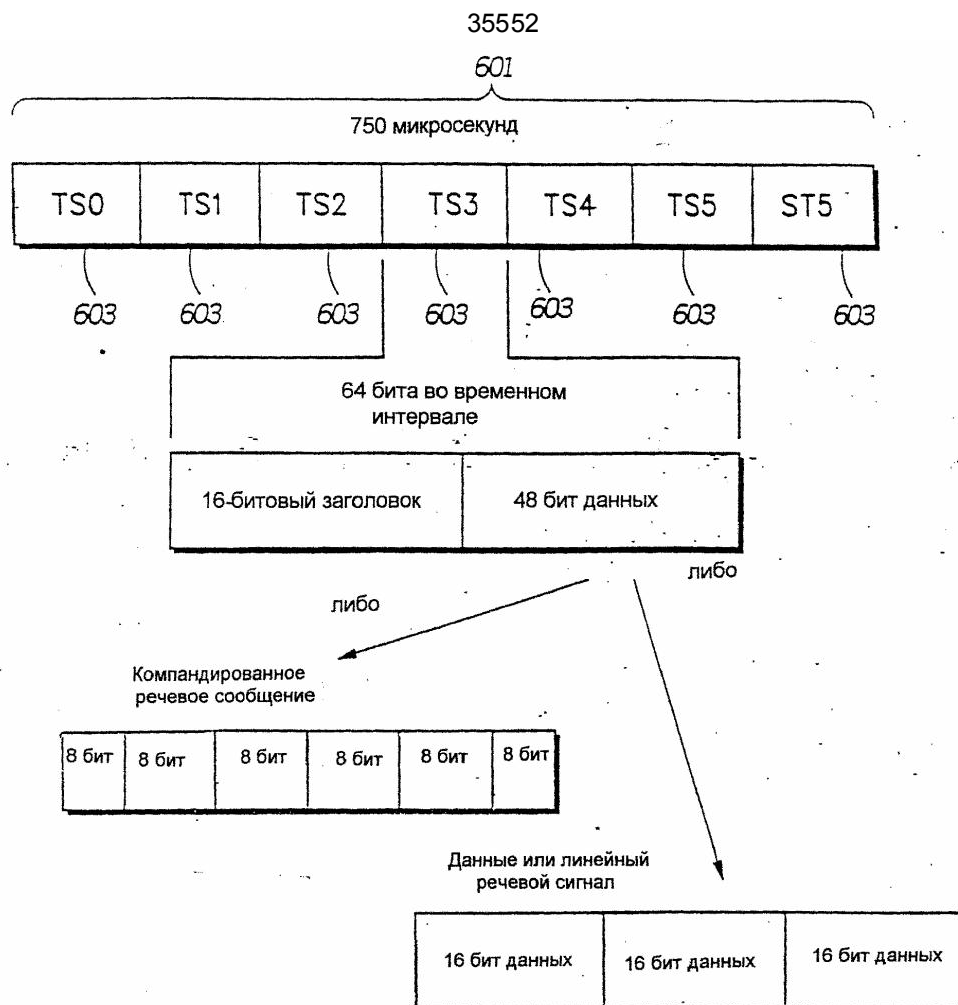 35552
601
750 микросекунд
TS0 TS1 TS2 TS3 TS4 TS5 ST5
603 603 603 603 603 603 603
64 бита во временном
интервале
16-битовый заголовок 48 бит данных
либо
либо
Компандированное
речевое сообщение
8 бит 8 бит 8 бит 8 бит 8 бит 8 бит
Данные или линейный
речевой сигнал
16 бит данных 16 бит данных 16 бит данных